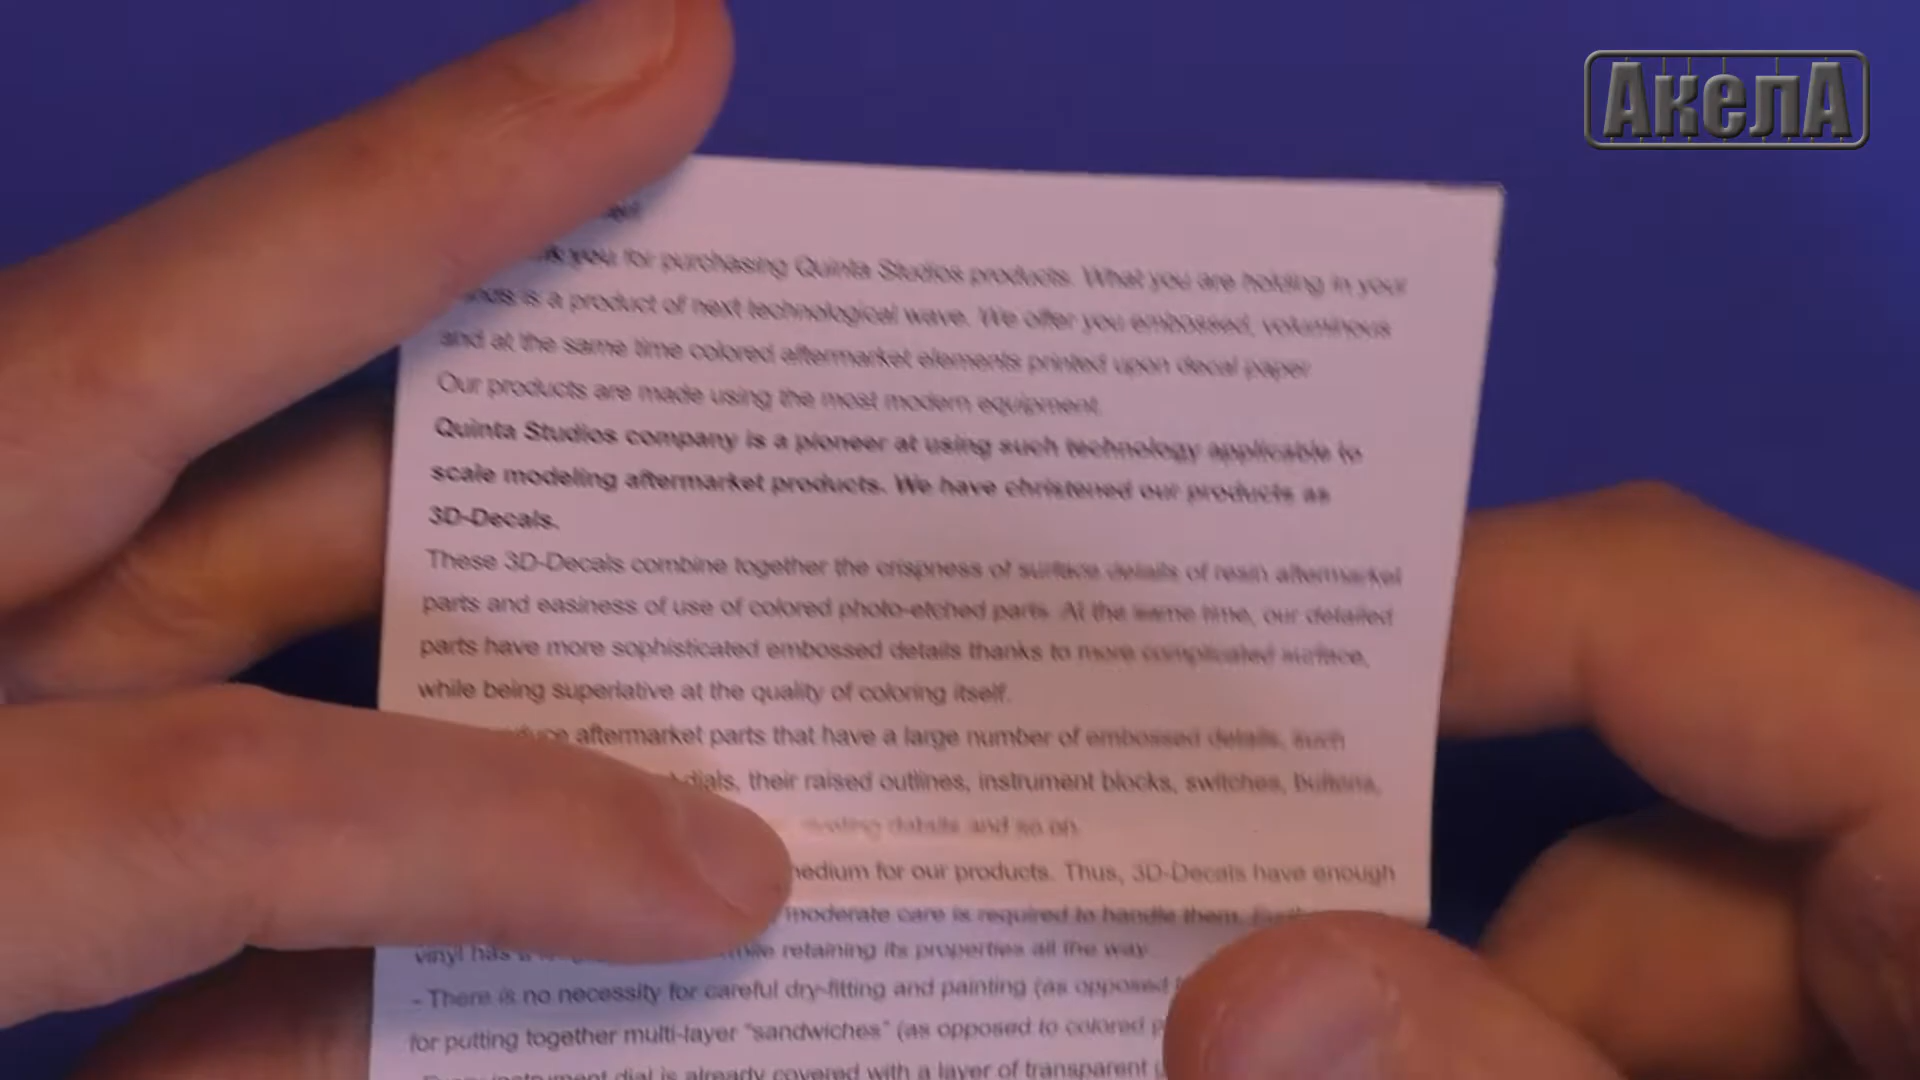 АкелА
you for purchasing Quinta Studios products. What you are holding in your
is a product of next technological wave. We offer you embossed, voluminous
and at the same time colored aftermarket elements printed upon decal paper.
Our products are made using the most modern equipment.
Quinta Studios company is a pioneer at using such technology applicable to
scale modeling aftermarket products. We have christened our products as
3D-Decals.
These 3D-Decals combine together the crispness of surface details of resin aftermarket
parts and easiness of use of colored photo-etched parts. At the same time, our detailed
parts have more sophisticated embossed details thanks to more complicated surface,
while being superlative at the quality of coloring itself.
aftermarket parts that have a large number of embossed details, such
dials, their raised outlines, instrument blocks, switches, buttons,
details and so on.
medium for our products. Thus, 3D-Decals have enough
moderate care is required to handle them.
vinyl has retaining its properties all the way.
- There is no necessity for careful dry-fitting and painting (as opposed
for putting together multi-layer "sandwiches" (as opposed to colored
instrument dial is already covered with a layer of transparent